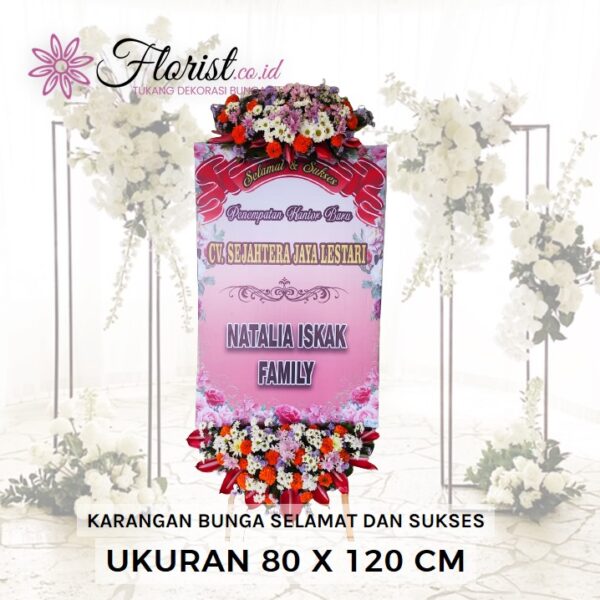 Florist.co.id
TUKANG DEKORASI BUNGA
Selamat & Sukses
Penempatan Kantor Baru
CV. SEJAHTERA JAYA LESTARI
NATALIA ISKAK
FAMILY
KARANGAN BUNGA SELAMAT DAN SUKSES
UKURAN 80 X 120 CM